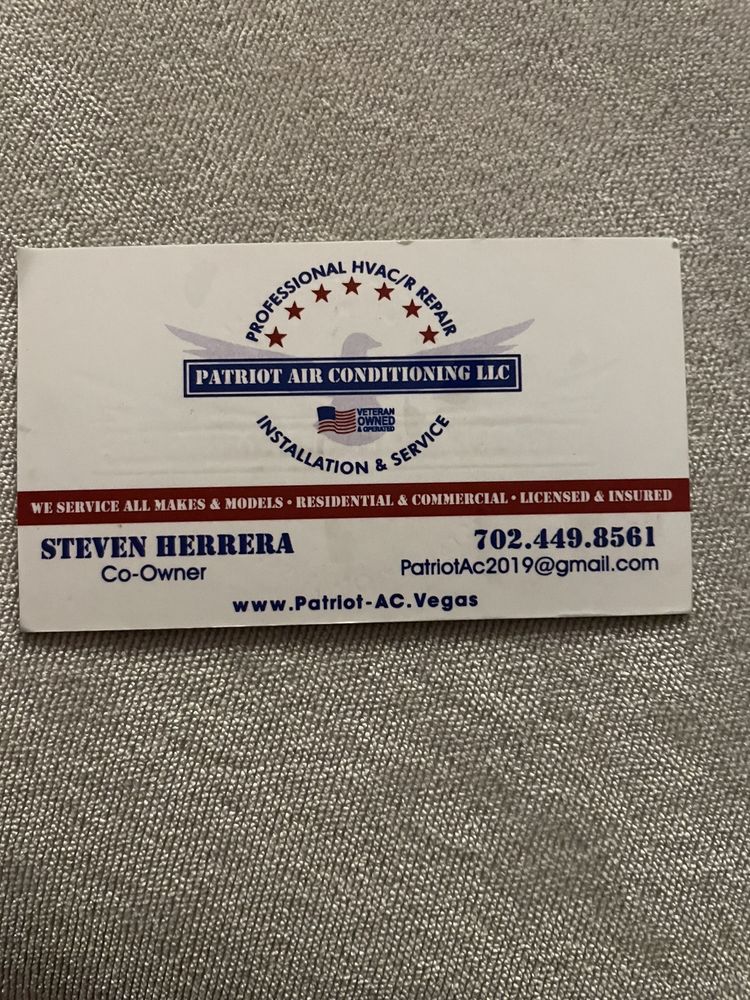 PROFESSIONAL HVAC/R REPAIR
PATRIOT AIR CONDITIONING LLC
VETERAN
OWNED
& OPERATED
INSTALLATION & SERVICE
WE SERVICE ALL MAKES & MODELS • RESIDENTIAL & COMMERCIAL • LICENSED & INSURED
STEVEN HERRERA
702.449.8561
Co-Owner
PatriotAc2019@gmail.com
www.Patriot-AC.Vegas